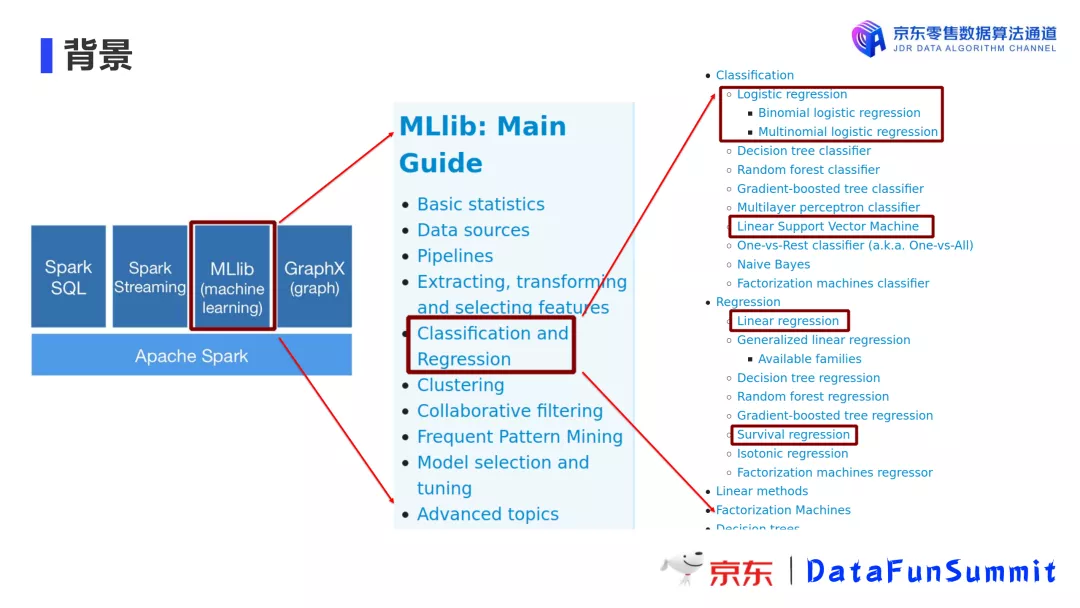 背景
京东零售数据算法通道
JDR DATA ALGORITHM CHANNEL
Spark
SQL
Spark
Streaming
MLlib
(machine
learning)
GraphX
(graph)
Apache Spark
MLlib: Main
Guide
Basic statistics
Data sources
Pipelines
Extracting, transforming
and selecting features
Classification and
Regression
Clustering
Collaborative filtering
Frequent Pattern Mining
Model selection and
tuning
Advanced topics
Classification
Logistic regression
Binomial logistic regression
Multinomial logistic regression
Decision tree classifier
Random forest classifier
Gradient-boosted tree classifier
Multilayer perceptron classifier
Linear Support Vector Machine
One-vs-Rest classifier (a.k.a. One-vs-All)
Naive Bayes
Factorization machines classifier
Regression
Linear regression
Generalized linear regression
Available families
Decision tree regression
Random forest regression
Gradient-boosted tree regression
Survival regression
Isotonic regression
Factorization machines regressor
Linear methods
Factorization Machines
Decision trees
京东
DataFunSummit